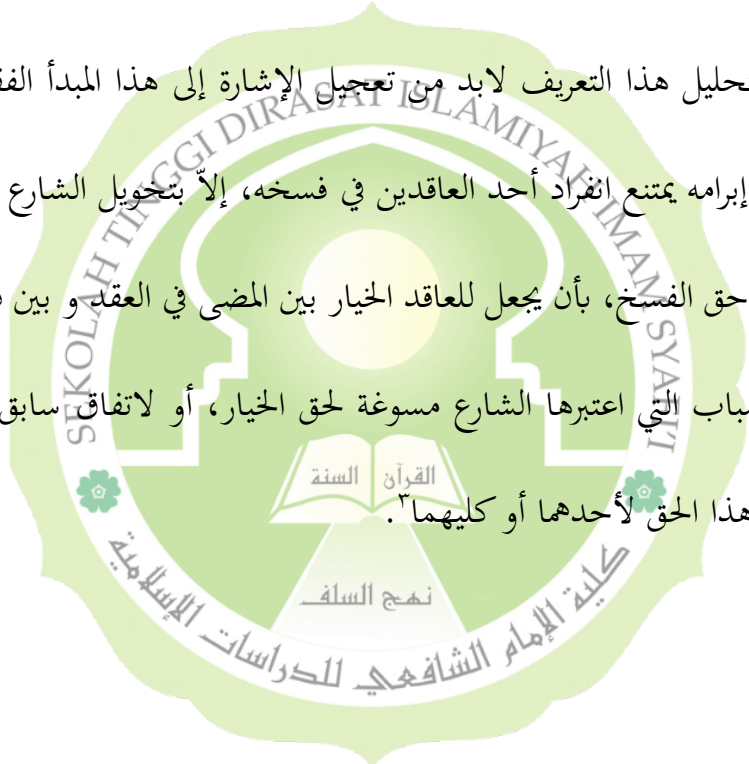 تحليل هذا التعريف لابد من تعجيل الإشارة إلى هذا المبدأ
إبرامه يمتنع انفراد أحد العاقدين في فسخه، إلاّ بتخويل الشارع
حق الفسخ، بأن يجعل للعاقد الخيار بين المضى في العقد و بين
التي اعتبرها الشارع مسوغة لحق الخيار، أو لاتفاق سابق
هذا الحق لأحدهما أو كليهما٣.
SEKOLAH TINGGI DIRASAT ISLAMIYAH IMAM SYAFI'I
القرآن السنة
نهج السلف
كلية الإمام الشافعي للدراسات الإسلامية